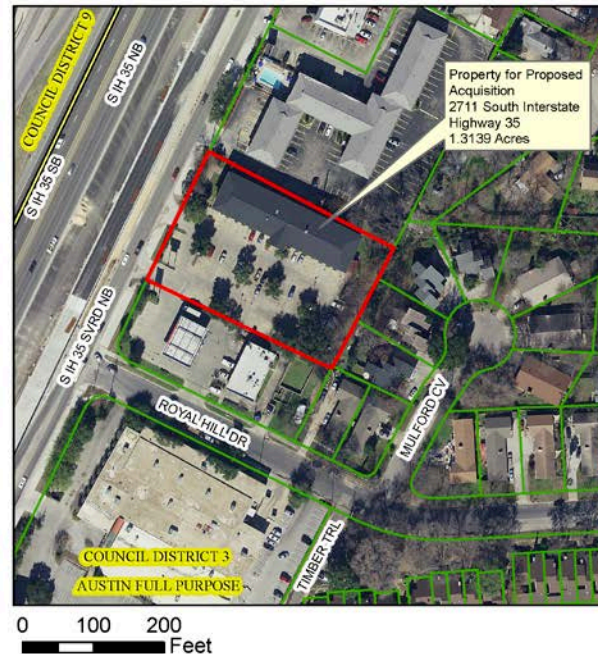 COUNCIL DISTRICT 9
S IH 35 NB
S IH 35 SB
Property for Proposed
Acquisition
2711 South Interstate
Highway 35
1.3139 Acres
S IH 35 SVRD NB
ROYAL HILL DR
MULFORD CV
TIMBER TRL
COUNCIL DISTRICT 3
AUSTIN FULL PURPOSE
0 100 200
Feet